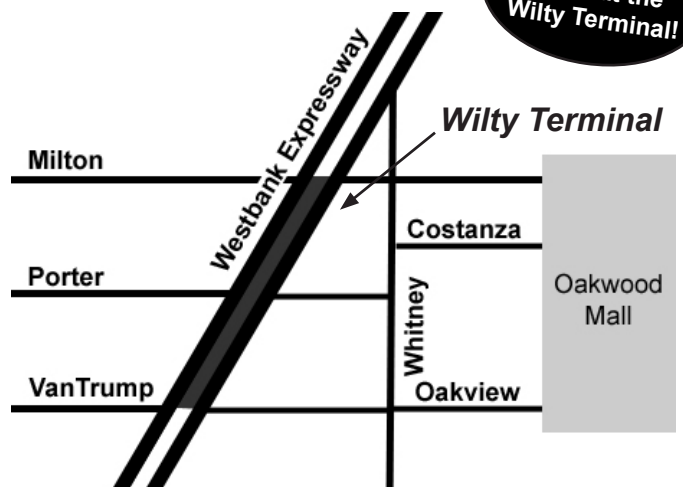 Wilty Terminal!
Wilty Terminal
Westbank Expressway
Milton
Costanza
Porter
Oakwood
Mall
Whitney
VanTrump
Oakview